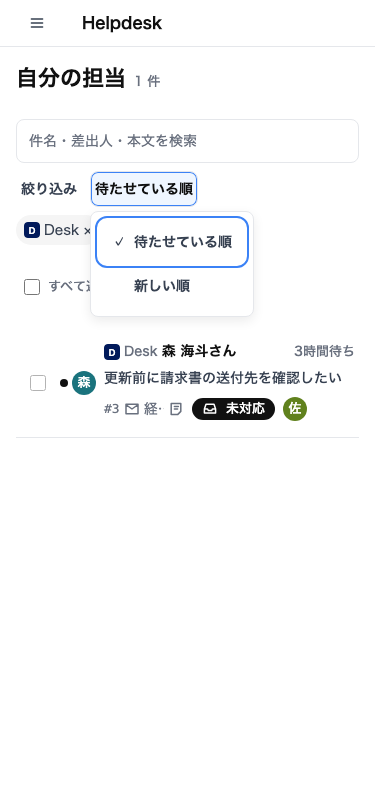 Helpdesk
自分の担当 1 件
件名・差出人・本文を検索
絞り込み 待たせている順
D Desk ×
✓ 待たせている順
すべて
新しい順
D Desk 森 海斗さん 3時間待ち
森 更新前に請求書の送付先を確認したい
#3 経 未対応 佐